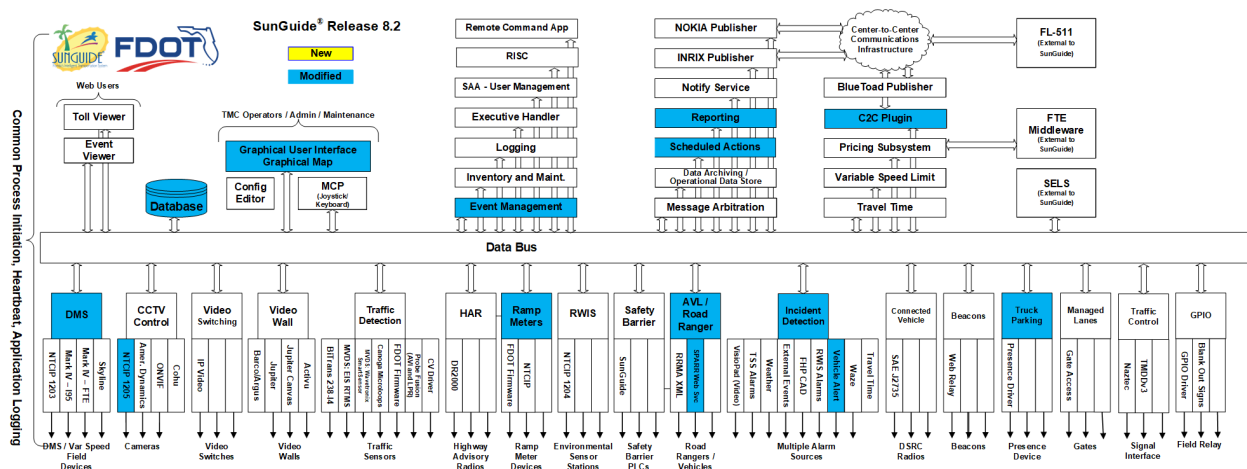 SunGuide® Release 8.2
SUNGUIDE
FDOT
New
Modified
Web Users
Toll Viewer
Event
Viewer
TMC Operators / Admin / Maintenance
Graphical User Interface
Graphical Map
Config
Editor
MCP
(Joystick/
Keyboard)
Database
Remote Command App
RISC
SAA - User Management
Executive Handler
Logging
Inventory and Maint.
Event Management
NOKIA Publisher
INRIX Publisher
Notify Service
Reporting
Scheduled Actions
Data Archiving /
Operational Data Store
Message Arbitration
Center-to-Center
Communications
Infrastructure
BlueToad Publisher
C2C Plugin
Pricing Subsystem
Variable Speed Limit
Travel Time
FL-511
(External to
SunGuide)
FTE
Middleware
(External to
SunGuide)
SELS
(External to
SunGuide)
Common Process Initiation, Heartbeat, Application Logging
Data Bus
DMS
NTCIP 1203
Mark IV – I95
Mark IV – FTE
Skyline
DMS / Var Speed
Field
Devices
CCTV
Control
NTCIP 1205
Amer. Dynamics
ONVIF
Cohu
Cameras
Video
Switching
IP Video
Video
Switches
Video
Wall
Barco/Argus
Jupiter
Jupiter Canvas
Activu
Video
Walls
Traffic
Detection
BiTrans 238-I4
MVDS: EIS RTMS
MVDS: Wavetronix
SmartSensor
Canoga Microloops
FDOT Firmware
Probe Fusion
(AVI and LPR)
CV Driver
Traffic
Sensors
HAR
DR2000
Highway
Advisory
Radios
Ramp
Meters
FDOT Firmware
NTCIP
Ramp
Meter
Devices
RWIS
NTCIP 1204
Environmental
Sensor
Stations
Safety
Barrier
SunGuide
Safety
Barrier PLCs
AVL /
Road
Ranger
RRMA XML
SPARR Web Svc
Road
Rangers /
Vehicles
Incident
Detection
VisioPad (Video)
TSS Alarms
Weather
External Events
FHP CAD
RWIS Alarms
Vehicle Alert
Waze
Travel Time
Multiple Alarm
Sources
Connected
Vehicle
SAE J2735
DSRC
Radios
Beacons
Web Relay
Beacons
Truck
Parking
Presence Driver
Presence
Device
Managed
Lanes
Gate Access
Gates
Traffic
Control
Naztec
TMDDv3
Signal
Interface
GPIO
GPIO Driver
Blank Out Signs
Field Relay